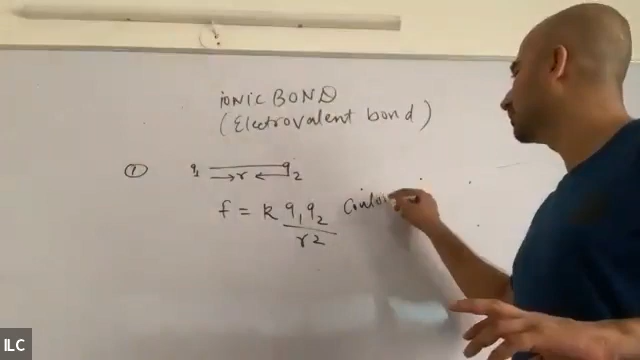 ionic BOND
(Electrovalent bond)
① q1 r q2
f = k q1q2 / r2
ILC